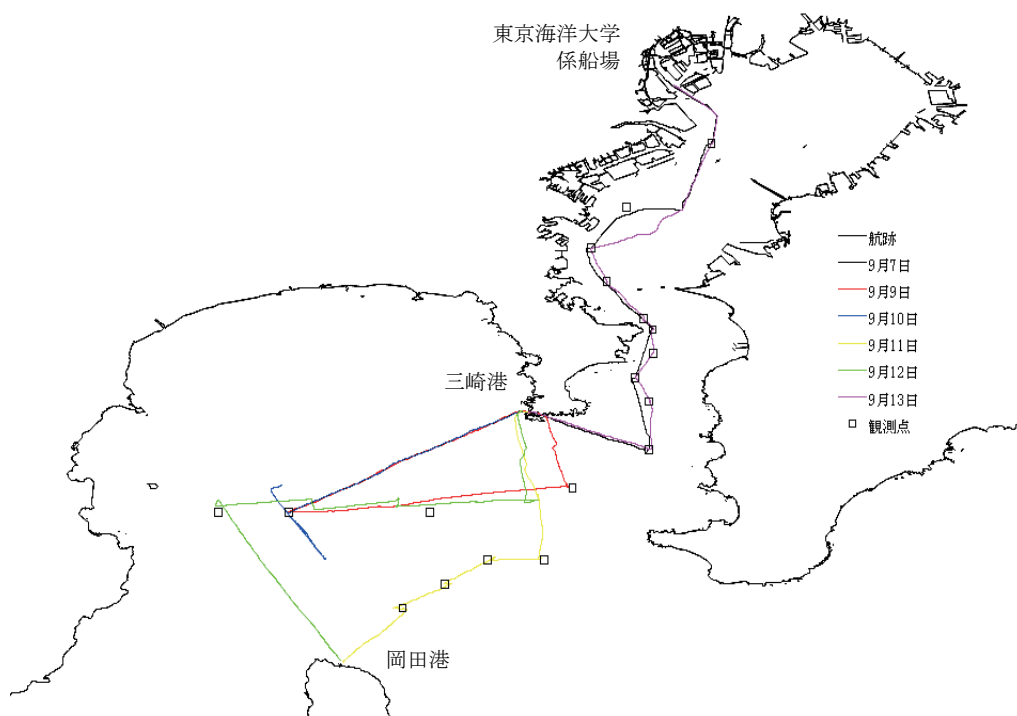 東京海洋大学
係船場
航跡
9月7日
9月9日
9月10日
9月11日
9月12日
9月13日
観測点
三崎港
岡田港